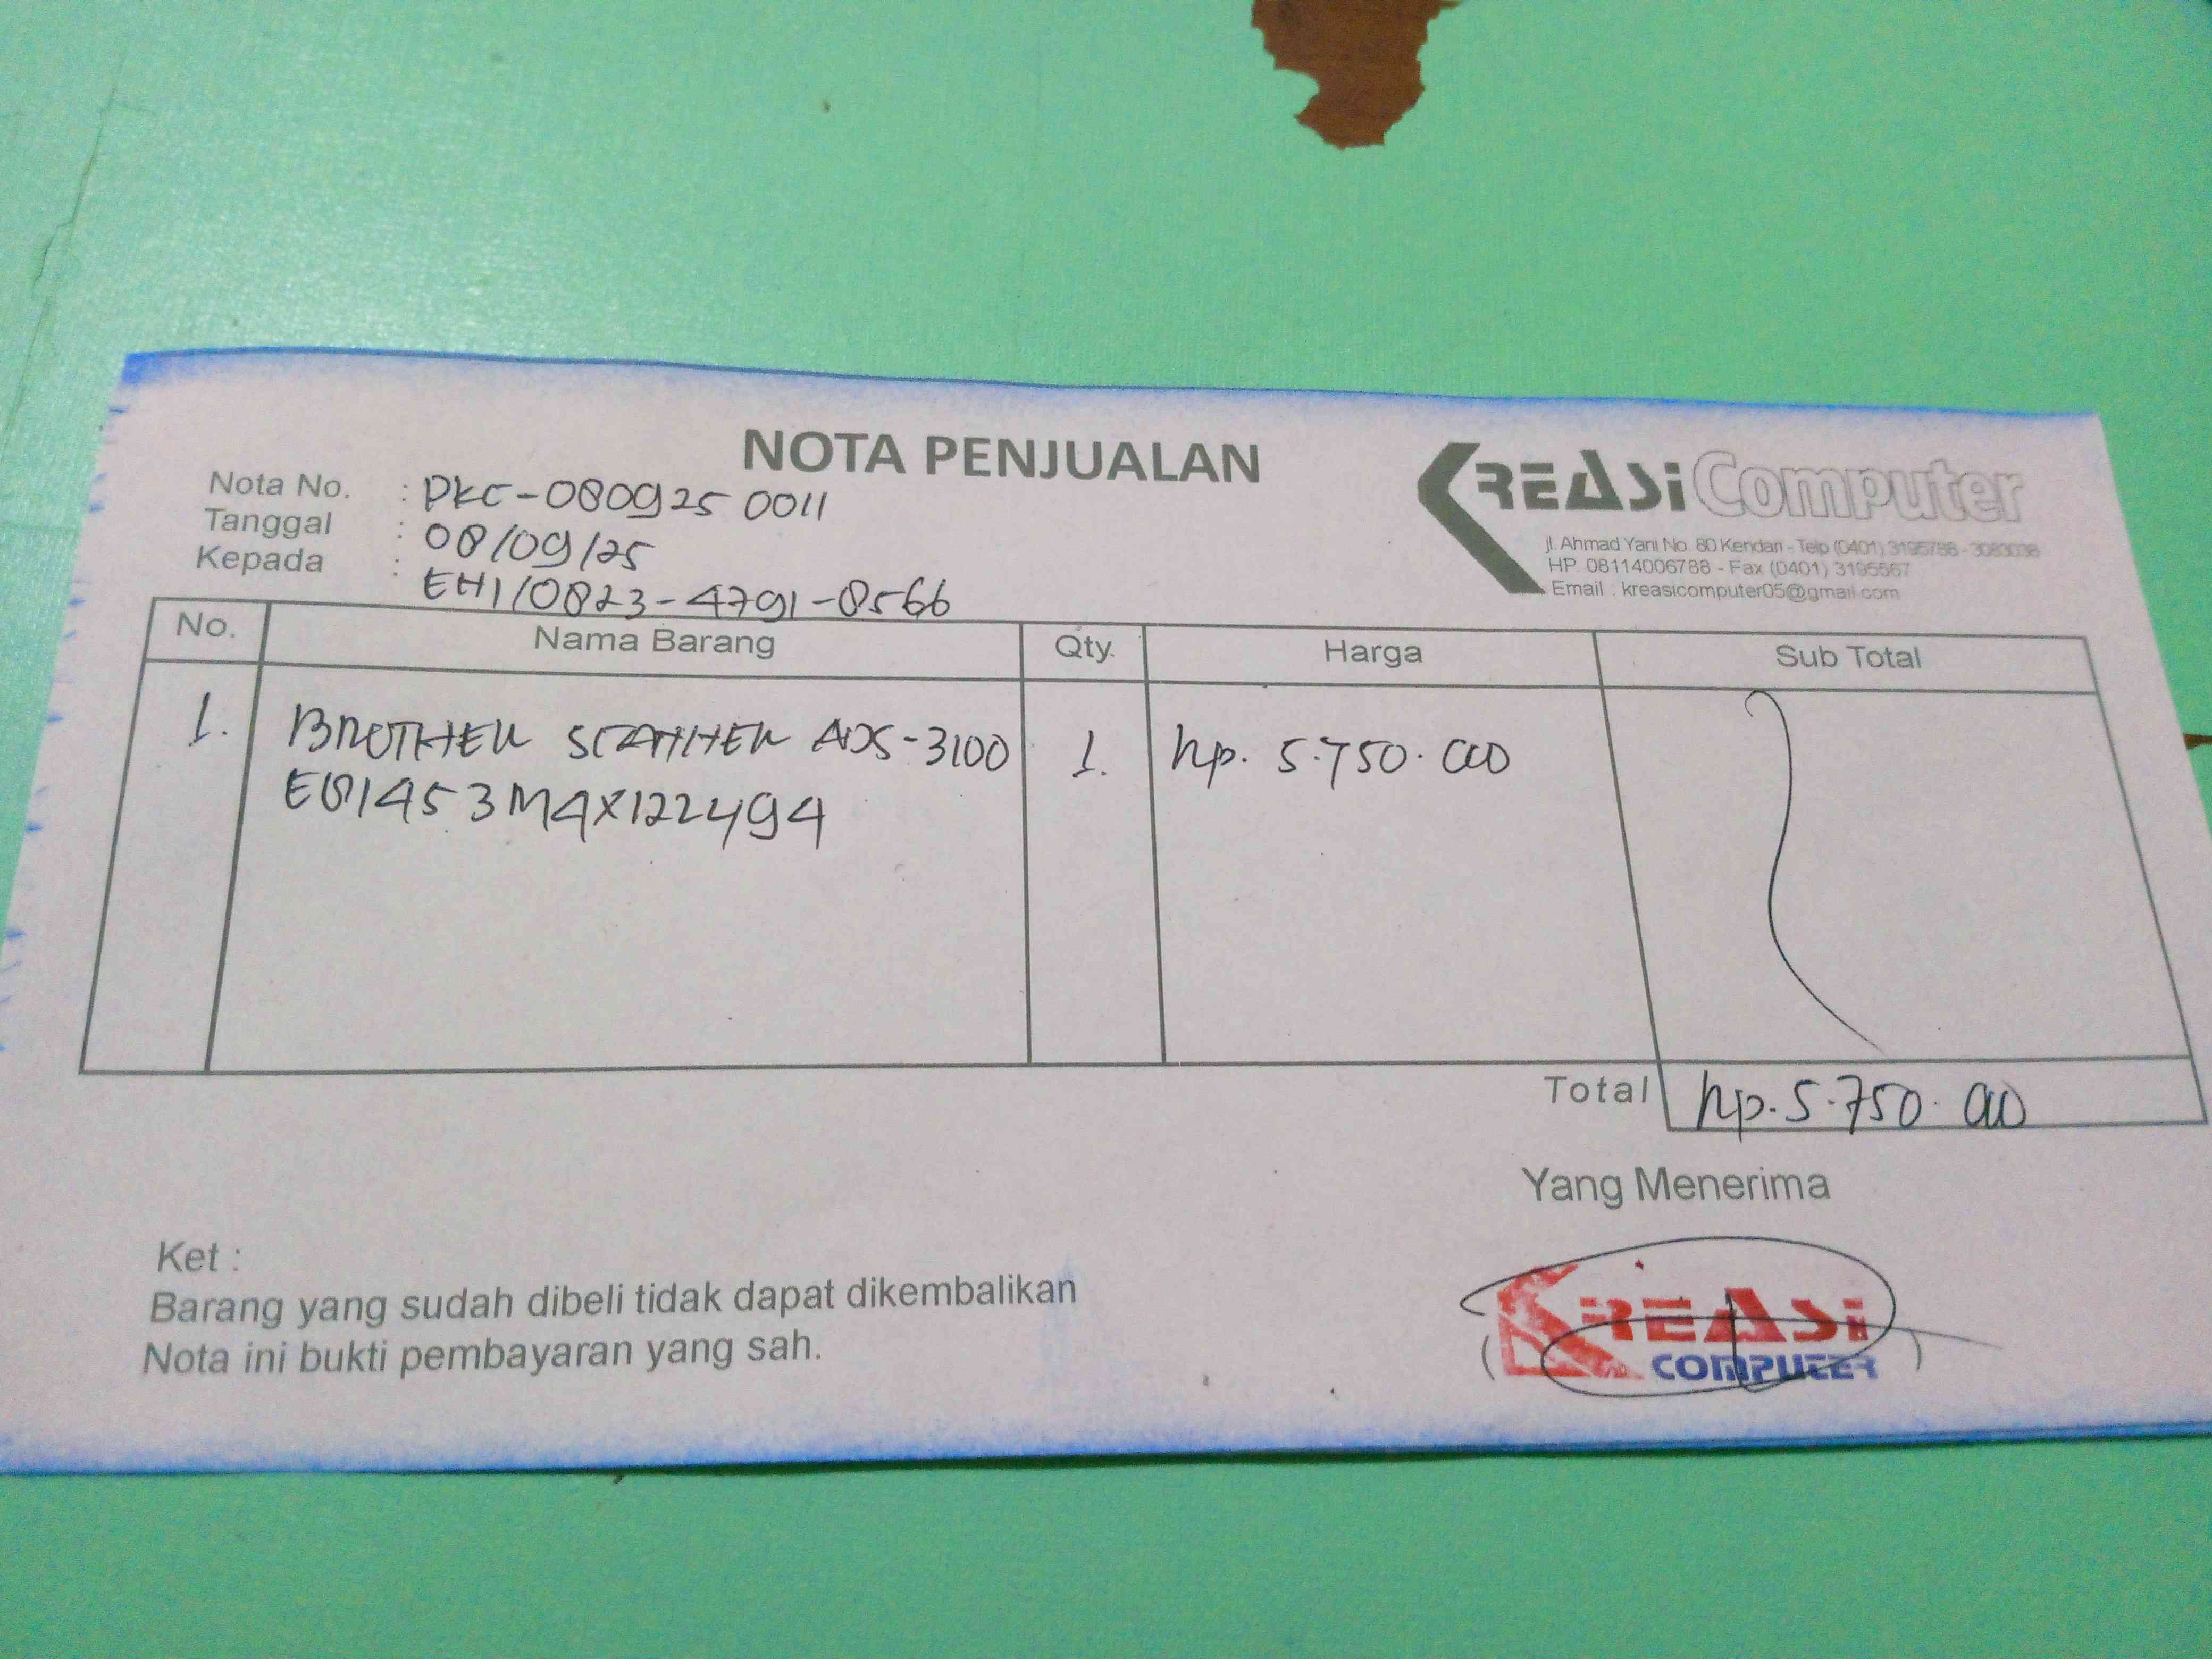 NOTA PENJUALAN
KREASi Computer
jl. Ahmad Yani No. 80 Kendari - Telp (0401) 3195788 - 3083038
HP. 08114006788 - Fax (0401) 3195567
Email : kreasicomputer05@gmail.com
Nota No. : PKC-080925 0011
Tanggal : 08/09/25
Kepada : EHI/0823-4791-8566
No. Nama Barang Qty. Harga Sub Total
1. BROTHER SCANNER ADS-3100 1. Rp. 5.750.000
E81453M4X122494
Total Rp. 5.750.000
Yang Menerima
Ket :
Barang yang sudah dibeli tidak dapat dikembalikan
Nota ini bukti pembayaran yang sah.
KREASi
COMPUTER